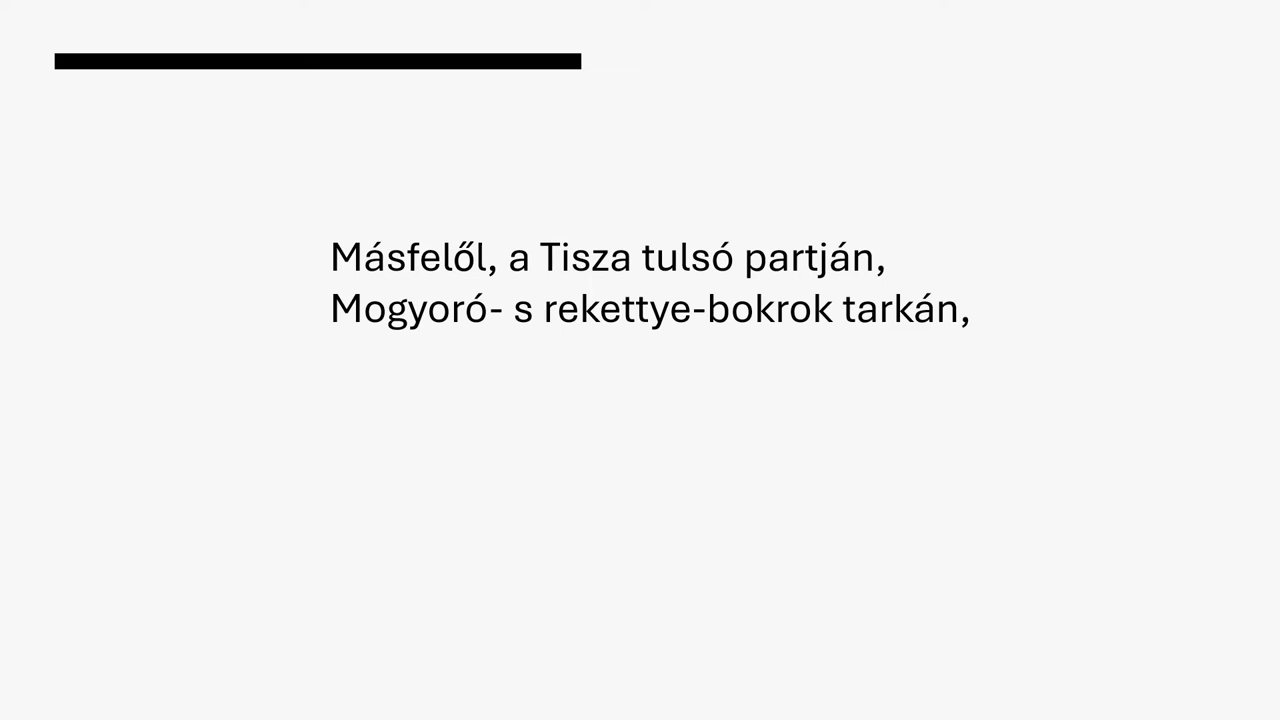 Másfelől, a Tisza tulsó partján,
Mogyoró- s rekettye-bokrok tarkán,